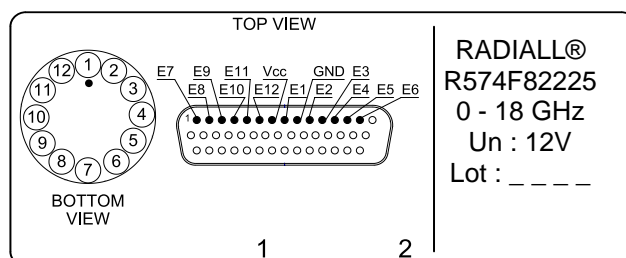 TOP VIEW
1
2
3
4
5
6
7
8
9
10
11
12
BOTTOM
VIEW
E7 E9 E11 Vcc GND E3
E8 E10 E12 E1 E2 E4 E5 E6
1
1 2
RADIALL®
R574F82225
0 - 18 GHz
Un : 12V
Lot : _ _ _ _